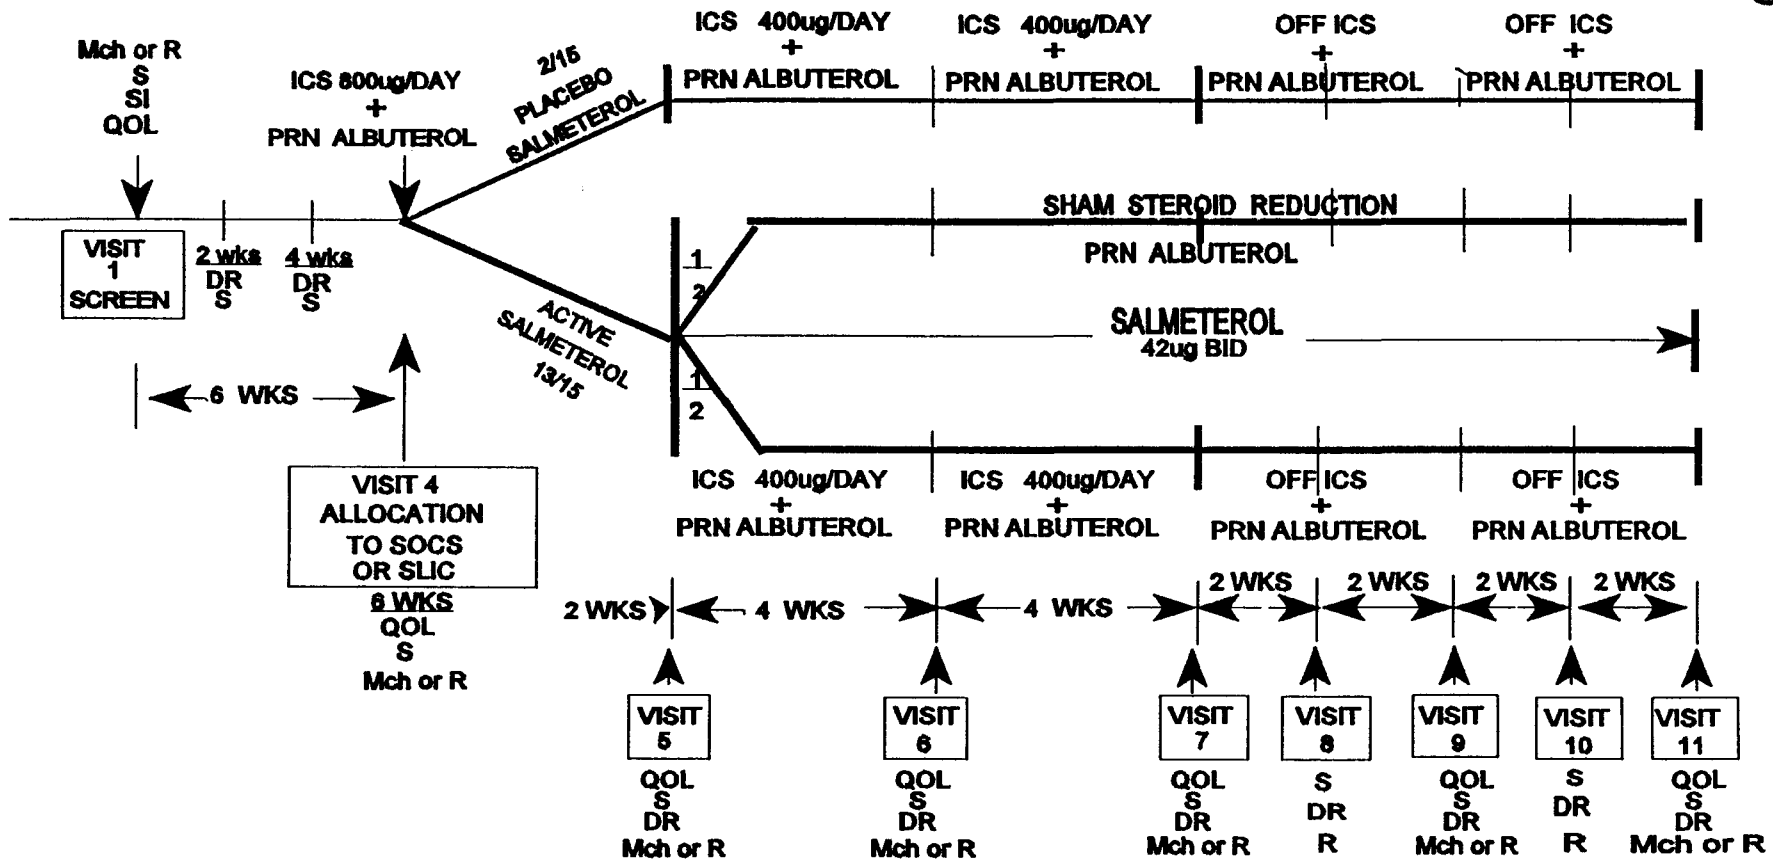 Mch or R
S
SI
QOL
ICS 800ug/DAY
+
PRN ALBUTEROL
2/15
PLACEBO
SALMETEROL
ICS 400ug/DAY
+
PRN ALBUTEROL
ICS 400ug/DAY
+
PRN ALBUTEROL
OFF ICS
+
PRN ALBUTEROL
OFF ICS
+
PRN ALBUTEROL
VISIT
1
SCREEN
2 wks
DR
S
4 wks
DR
S
ACTIVE
SALMETEROL
13/15
1
2
1
2
SHAM STEROID REDUCTION
PRN ALBUTEROL
SALMETEROL
42ug BID
6 WKS
VISIT 4
ALLOCATION
TO SOCS
OR SLIC
6 WKS
QOL
S
Mch or R
ICS 400ug/DAY
+
PRN ALBUTEROL
ICS 400ug/DAY
+
PRN ALBUTEROL
OFF ICS
+
PRN ALBUTEROL
OFF ICS
+
PRN ALBUTEROL
2 WKS
4 WKS
4 WKS
2 WKS
2 WKS
2 WKS
2 WKS
VISIT
5
QOL
S
DR
Mch or R
VISIT
6
QOL
S
DR
Mch or R
VISIT
7
QOL
S
DR
Mch or R
VISIT
8
S
DR
R
VISIT
9
QOL
S
DR
Mch or R
VISIT
10
S
DR
R
VISIT
11
QOL
S
DR
Mch or R